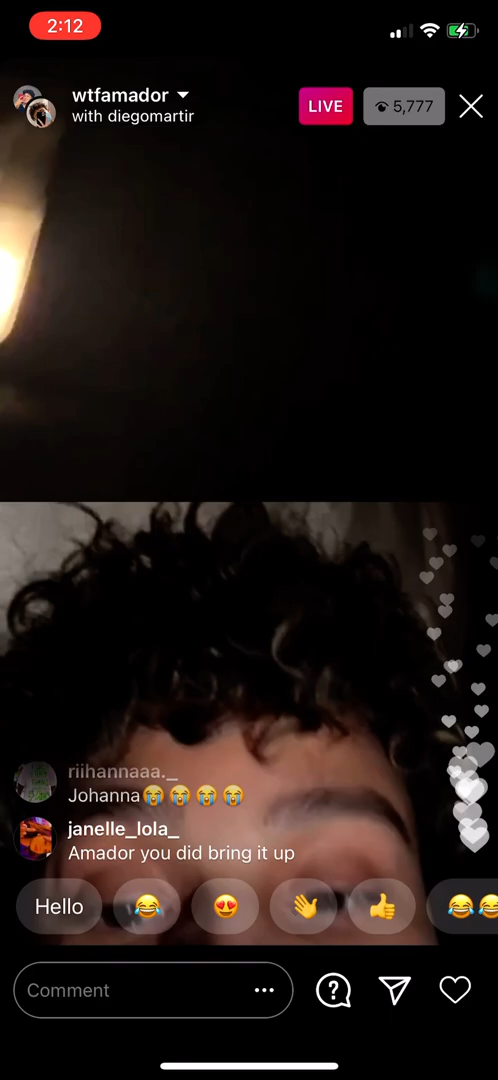 2:12
wtfamador
with diegomartir
LIVE
5,777
riihannaaa._
Johanna😭😭😭😭
janelle_lola_
Amador you did bring it up
Hello
Comment